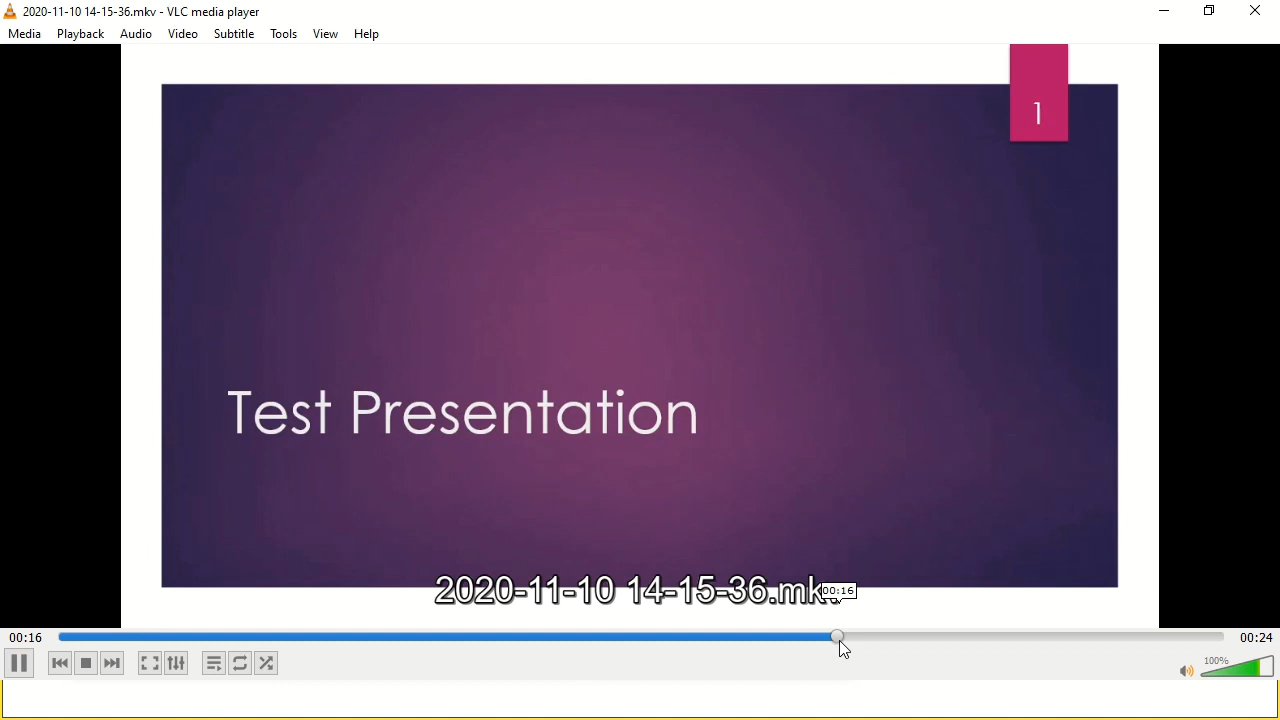 2020-11-10 14-15-36.mkv - VLC media player
Media Playback Audio Video Subtitle Tools View Help
1
Test Presentation
2020-11-10 14-15-36.mkv
00:16
00:16
00:24
100%